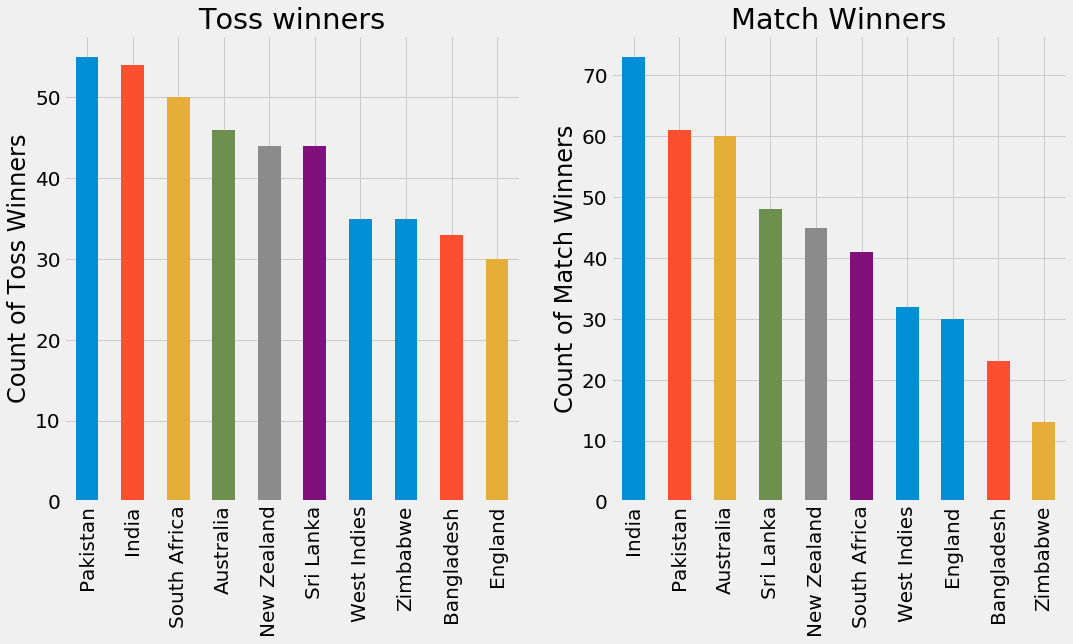 Toss winners
Count of Toss Winners
50
40
30
20
10
0
Pakistan
India
South Africa
Australia
New Zealand
Sri Lanka
West Indies
Zimbabwe
Bangladesh
England
Match Winners
Count of Match Winners
70
60
50
40
30
20
10
0
India
Pakistan
Australia
Sri Lanka
New Zealand
South Africa
West Indies
England
Bangladesh
Zimbabwe